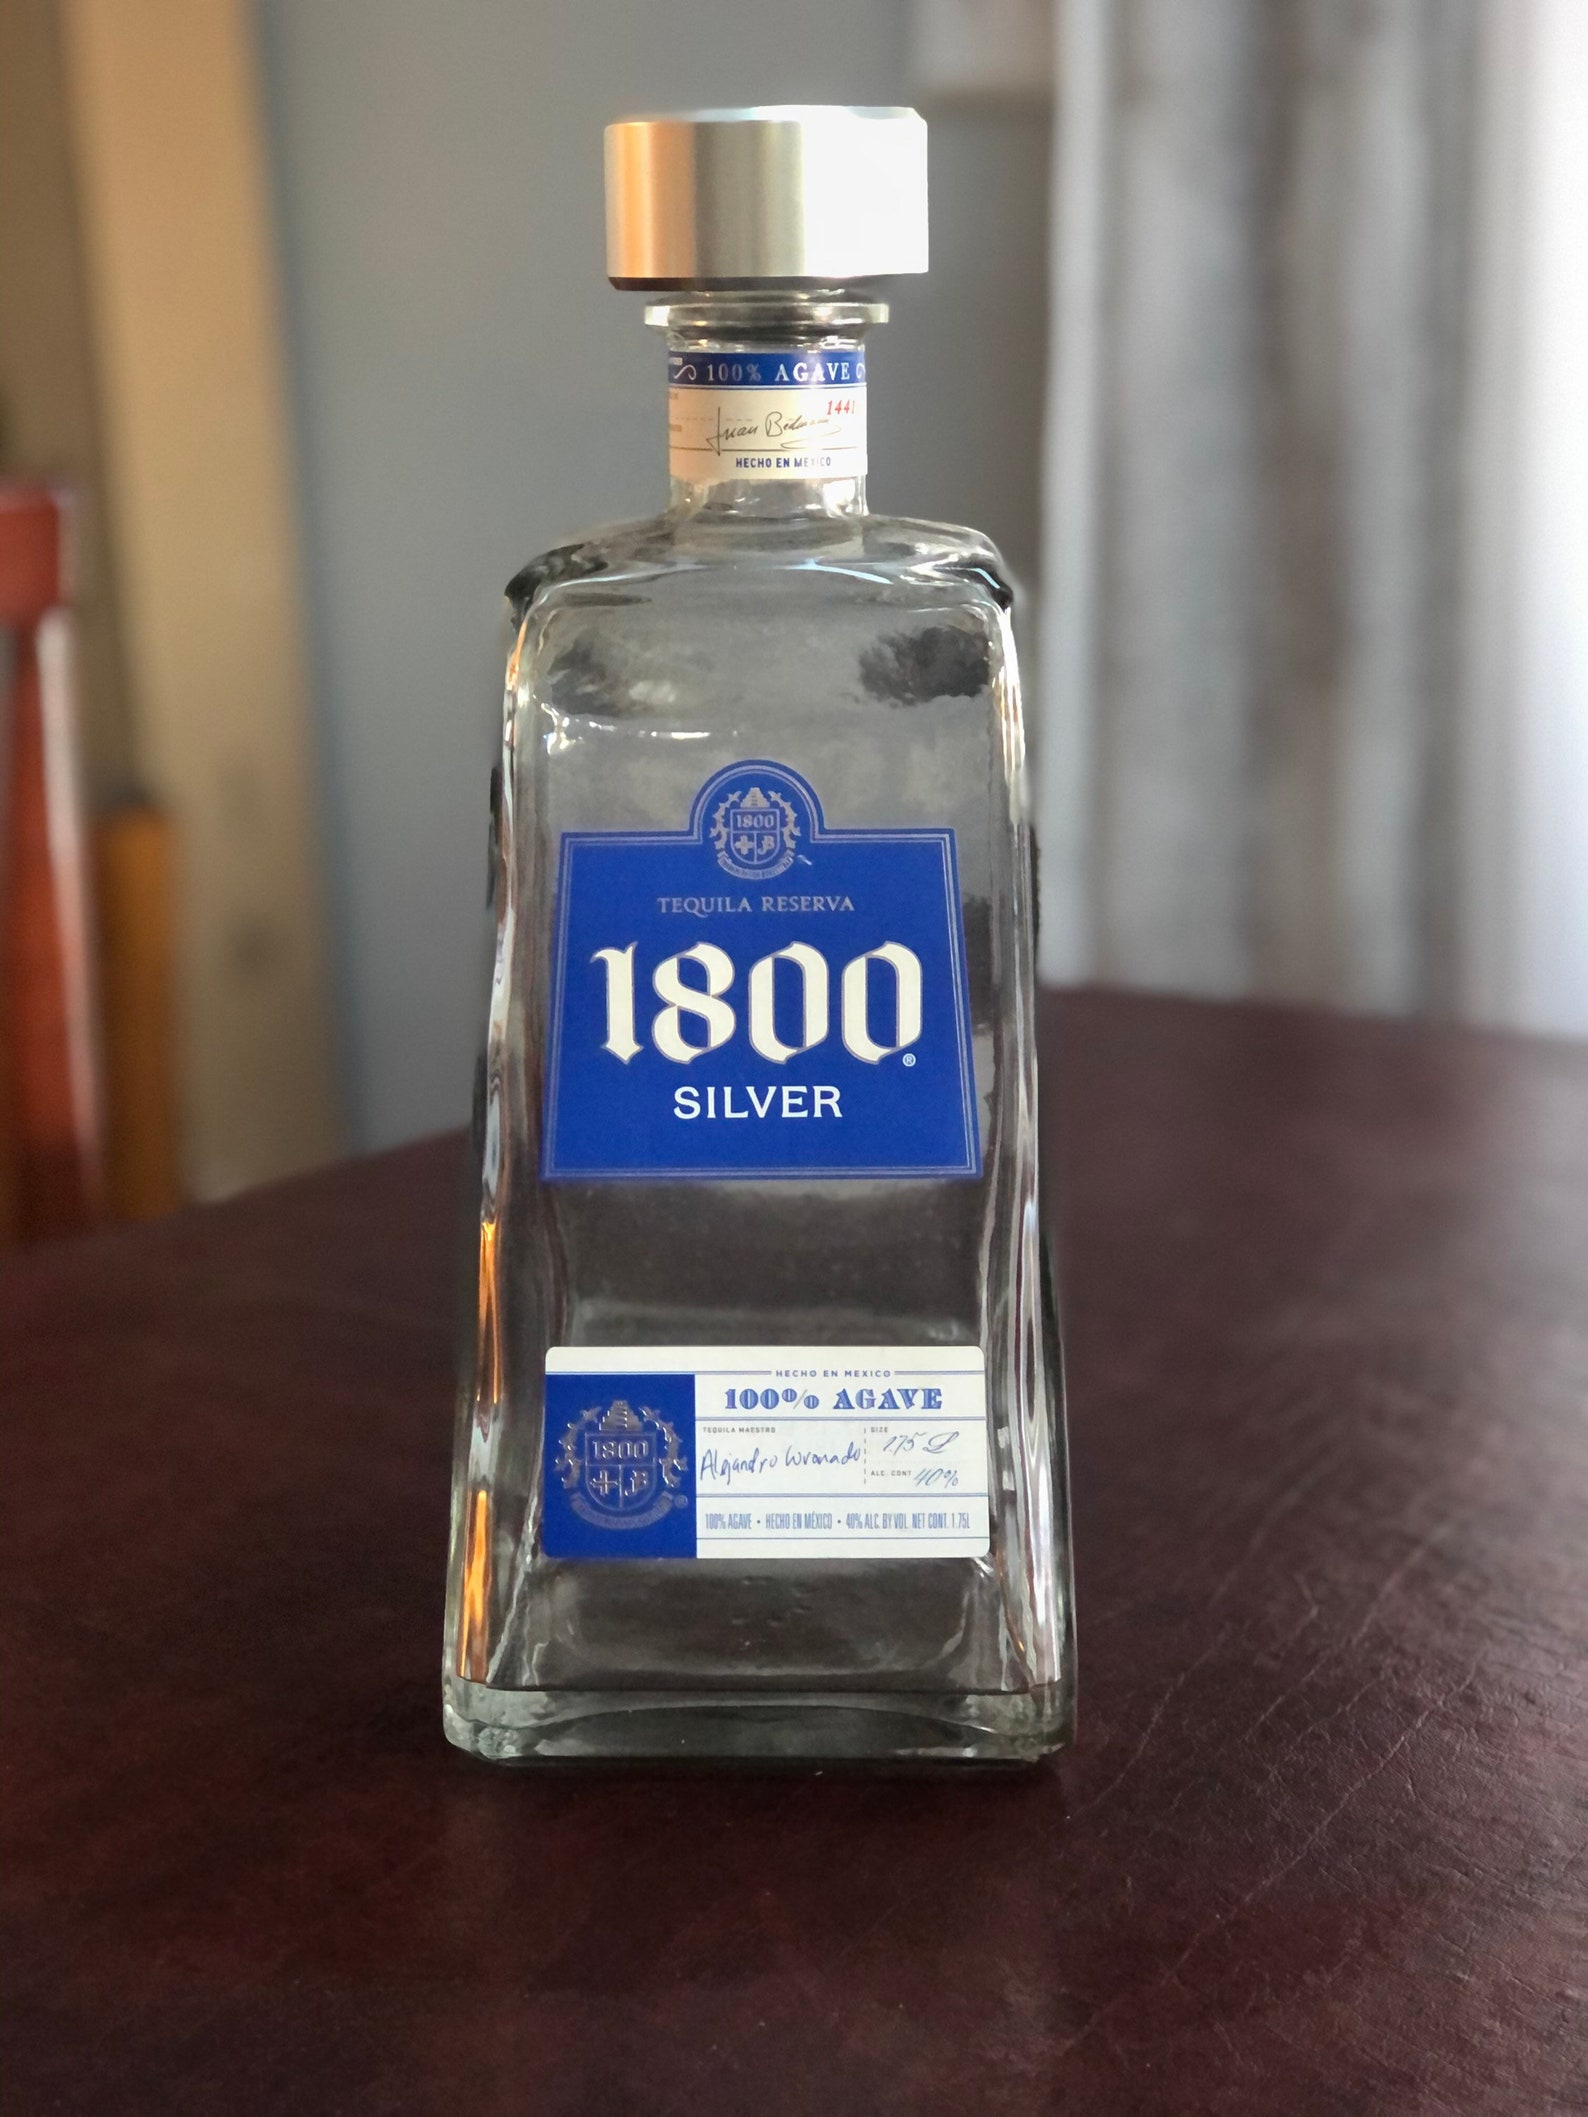 100% AGAVE
1441
Juan
HECHO EN MEXICO
1800
B
TEQUILA RESERVA
1800®
SILVER
HECHO EN MEXICO
100% AGAVE
TEQUILA MAESTRO
SIZE
Alejandro Coronado
1.75 L
ALC. CONT
40%
1800
B
®
100% AGAVE • HECHO EN MÉXICO • 40% ALC. BY VOL. NET CONT. 1.75L